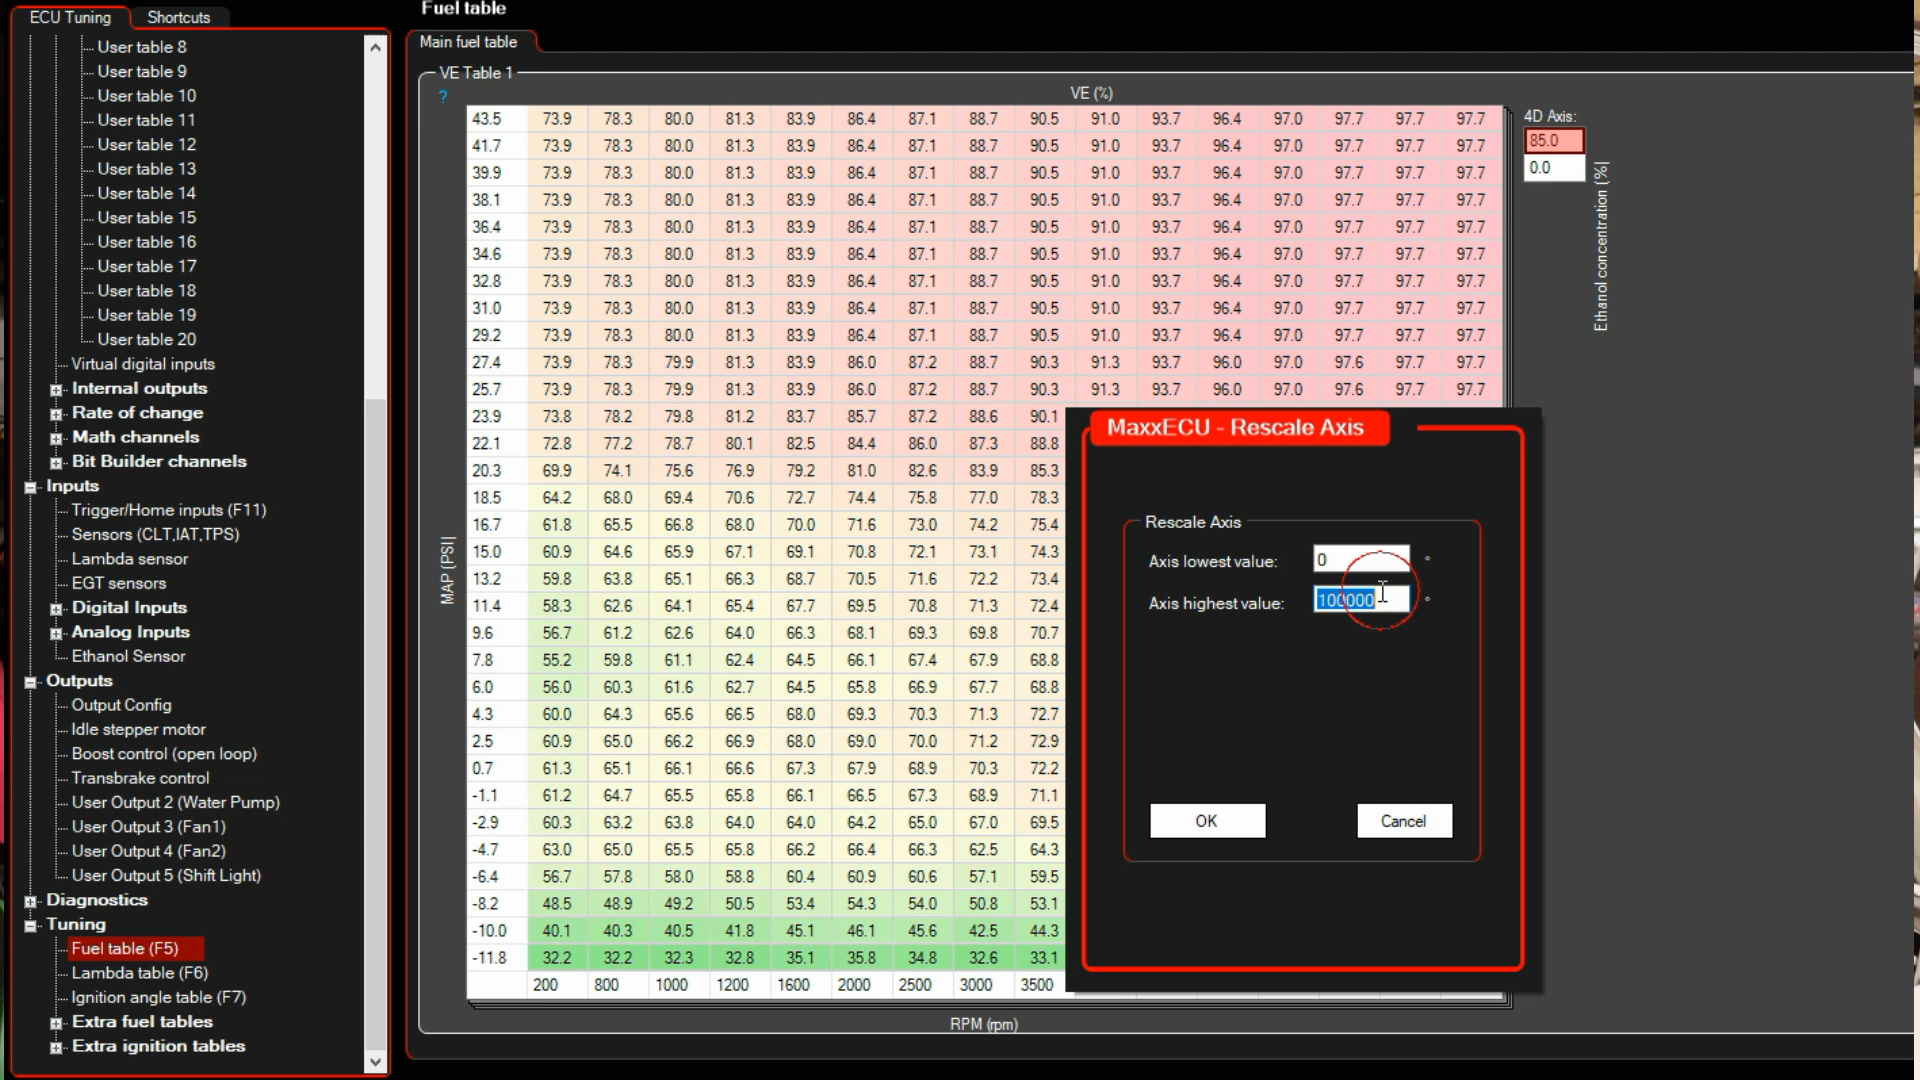 ECU Tuning Shortcuts
User table 8
User table 9
User table 10
User table 11
User table 12
User table 13
User table 14
User table 15
User table 16
User table 17
User table 18
User table 19
User table 20
Virtual digital inputs
Internal outputs
Rate of change
Math channels
Bit Builder channels
Inputs
Trigger/Home inputs (F11)
Sensors (CLT,IAT,TPS)
Lambda sensor
EGT sensors
Digital Inputs
Analog Inputs
Ethanol Sensor
Outputs
Output Config
Idle stepper motor
Boost control (open loop)
Transbrake control
User Output 2 (Water Pump)
User Output 3 (Fan1)
User Output 4 (Fan2)
User Output 5 (Shift Light)
Diagnostics
Tuning
Fuel table (F5)
Lambda table (F6)
Ignition angle table (F7)
Extra fuel tables
Extra ignition tables
Fuel table
Main fuel table
VE Table 1
?
VE (%)
43.5 73.9 78.3 80.0 81.3 83.9 86.4 87.1 88.7 90.5 91.0 93.7 96.4 97.0 97.7 97.7 97.7
41.7 73.9 78.3 80.0 81.3 83.9 86.4 87.1 88.7 90.5 91.0 93.7 96.4 97.0 97.7 97.7 97.7
39.9 73.9 78.3 80.0 81.3 83.9 86.4 87.1 88.7 90.5 91.0 93.7 96.4 97.0 97.7 97.7 97.7
38.1 73.9 78.3 80.0 81.3 83.9 86.4 87.1 88.7 90.5 91.0 93.7 96.4 97.0 97.7 97.7 97.7
36.4 73.9 78.3 80.0 81.3 83.9 86.4 87.1 88.7 90.5 91.0 93.7 96.4 97.0 97.7 97.7 97.7
34.6 73.9 78.3 80.0 81.3 83.9 86.4 87.1 88.7 90.5 91.0 93.7 96.4 97.0 97.7 97.7 97.7
32.8 73.9 78.3 80.0 81.3 83.9 86.4 87.1 88.7 90.5 91.0 93.7 96.4 97.0 97.7 97.7 97.7
31.0 73.9 78.3 80.0 81.3 83.9 86.4 87.1 88.7 90.5 91.0 93.7 96.4 97.0 97.7 97.7 97.7
29.2 73.9 78.3 80.0 81.3 83.9 86.4 87.1 88.7 90.5 91.0 93.7 96.4 97.0 97.7 97.7 97.7
27.4 73.9 78.3 79.9 81.3 83.9 86.0 87.2 88.7 90.3 91.3 93.7 96.0 97.0 97.6 97.7 97.7
25.7 73.9 78.3 79.9 81.3 83.9 86.0 87.2 88.7 90.3 91.3 93.7 96.0 97.0 97.6 97.7 97.7
23.9 73.8 78.2 79.8 81.2 83.7 85.7 87.2 88.6 90.1
22.1 72.8 77.2 78.7 80.1 82.5 84.4 86.0 87.3 88.8
20.3 69.9 74.1 75.6 76.9 79.2 81.0 82.6 83.9 85.3
18.5 64.2 68.0 69.4 70.6 72.7 74.4 75.8 77.0 78.3
16.7 61.8 65.5 66.8 68.0 70.0 71.6 73.0 74.2 75.4
15.0 60.9 64.6 65.9 67.1 69.1 70.8 72.1 73.1 74.3
13.2 59.8 63.8 65.1 66.3 68.7 70.5 71.6 72.2 73.4
11.4 58.3 62.6 64.1 65.4 67.7 69.5 70.8 71.3 72.4
9.6 56.7 61.2 62.6 64.0 66.3 68.1 69.3 69.8 70.7
7.8 55.2 59.8 61.1 62.4 64.5 66.1 67.4 67.9 68.8
6.0 56.0 60.3 61.6 62.7 64.5 65.8 66.9 67.7 68.8
4.3 60.0 64.3 65.6 66.5 68.0 69.3 70.3 71.3 72.7
2.5 60.9 65.0 66.2 66.9 68.0 69.0 70.0 71.2 72.9
0.7 61.3 65.1 66.1 66.6 67.3 67.9 68.9 70.3 72.2
-1.1 61.2 64.7 65.5 65.8 66.1 66.5 67.3 68.9 71.1
-2.9 60.3 63.2 63.8 64.0 64.0 64.2 65.0 67.0 69.5
-4.7 63.0 65.0 65.5 65.8 66.2 66.4 66.3 62.5 64.3
-6.4 56.7 57.8 58.0 58.8 60.4 60.9 60.6 57.1 59.5
-8.2 48.5 48.9 49.2 50.5 53.4 54.3 54.0 50.8 53.1
-10.0 40.1 40.3 40.5 41.8 45.1 46.1 45.6 42.5 44.3
-11.8 32.2 32.2 32.3 32.8 35.1 35.8 34.8 32.6 33.1
200 800 1000 1200 1600 2000 2500 3000 3500
MAP [PSI]
RPM (rpm)
4D Axis:
85.0
0.0
Ethanol concentration [%]
MaxxECU - Rescale Axis
Rescale Axis
Axis lowest value: 0 °
Axis highest value: 100000 °
OK Cancel